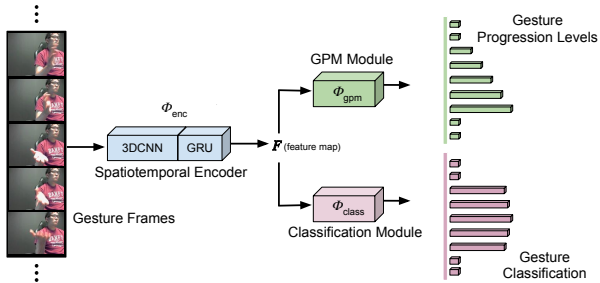 Gesture
Progression Levels
GPM Module
Φgpm
Φenc
3DCNN GRU
F (feature map)
Spatiotemporal Encoder
Φclass
Gesture Frames
Classification Module
Gesture
Classification